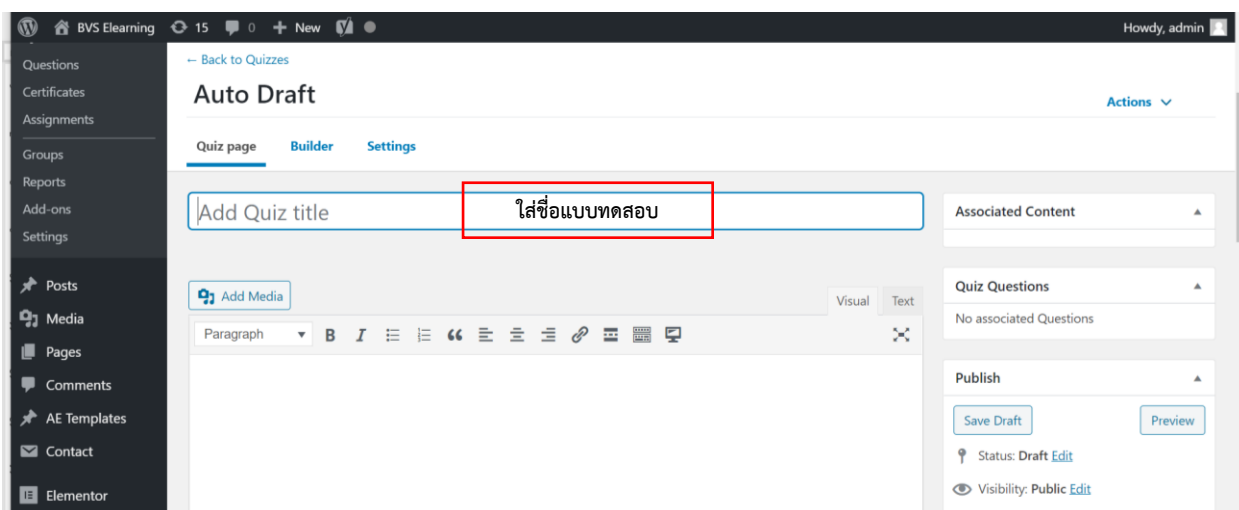 BVS Elearning 15 0 + New Howdy, admin
Questions
Certificates
Assignments
Groups
Reports
Add-ons
Settings
Posts
Media
Pages
Comments
AE Templates
Contact
Elementor
← Back to Quizzes
Auto Draft
Actions
Quiz page Builder Settings
Add Quiz title ใส่ชื่อแบบทดสอบ
Add Media
Visual Text
Paragraph B I
Associated Content
Quiz Questions
No associated Questions
Publish
Save Draft Preview
Status: Draft Edit
Visibility: Public Edit